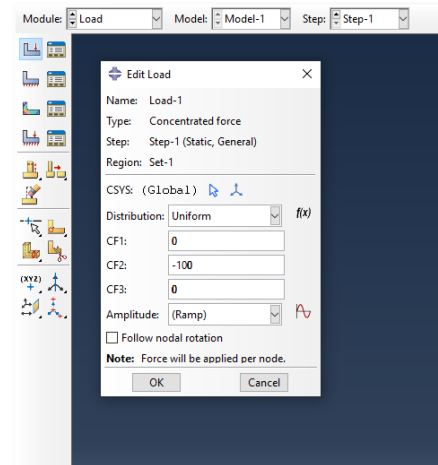 Module: Load Model: Model-1 Step: Step-1
Edit Load
Name: Load-1
Type: Concentrated force
Step: Step-1 (Static, General)
Region: Set-1
CSYS: (Global)
Distribution: Uniform f(x)
CF1: 0
CF2: -100
CF3: 0
Amplitude: (Ramp)
Follow nodal rotation
Note: Force will be applied per node.
OK Cancel
(XYZ)